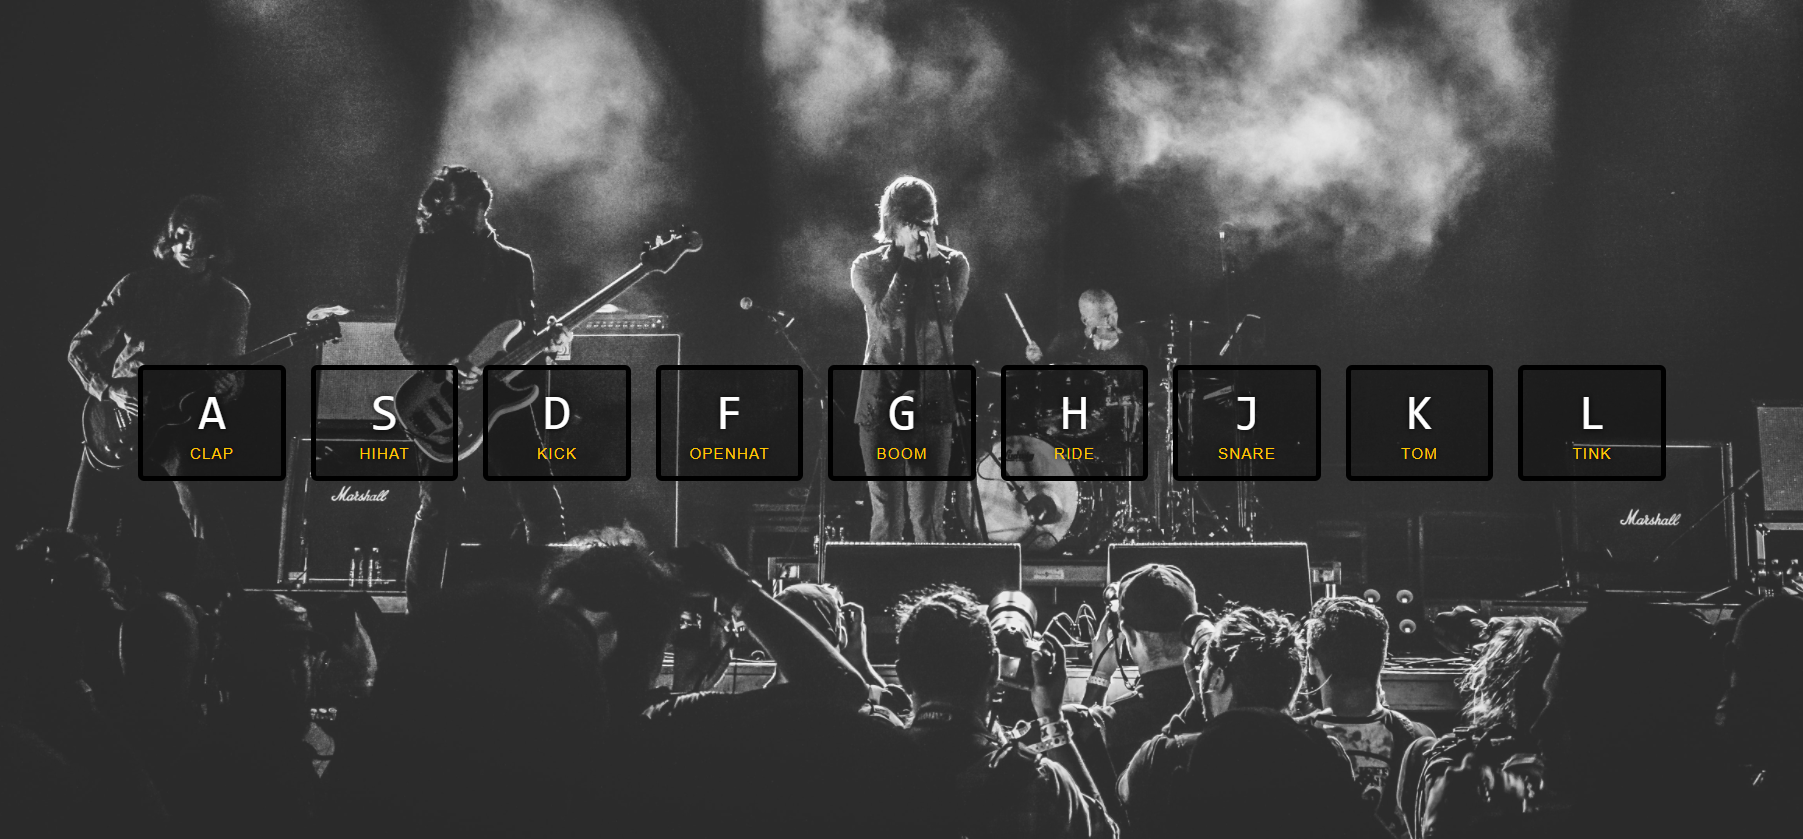 A
CLAP
S
HIHAT
D
KICK
F
OPENHAT
G
BOOM
H
RIDE
J
SNARE
K
TOM
L
TINK
Marshall
Marshall